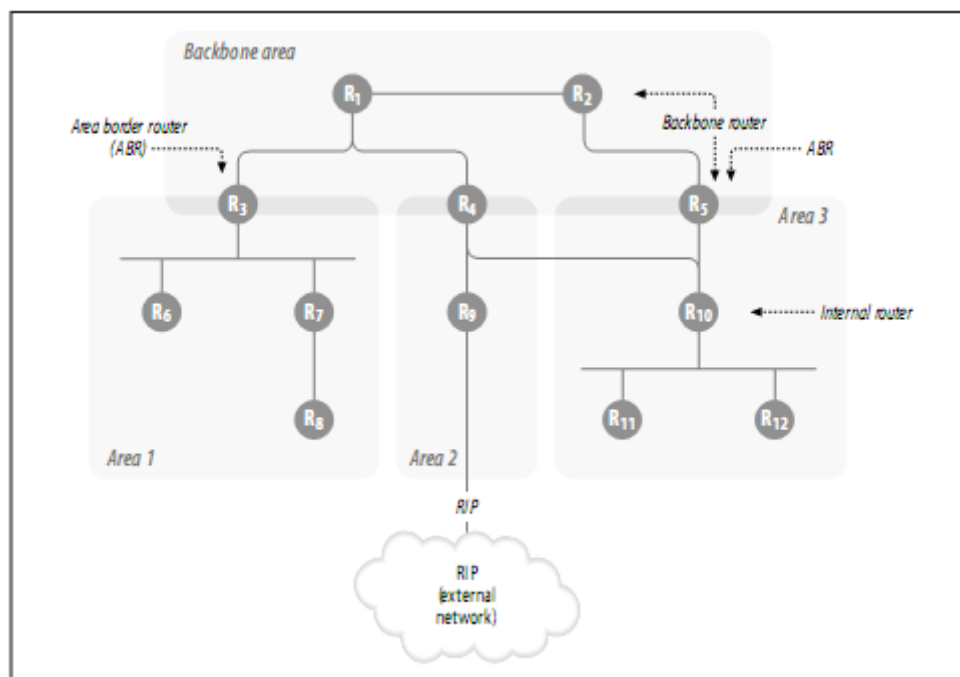 Backbone area
R1
R2
Area border router
(ABR)
Backbone router
ABR
R3
R4
R5
Area 3
R6
R7
R9
R10
Internal router
R8
R11
R12
Area 1
Area 2
RIP
RIP
(external
network)